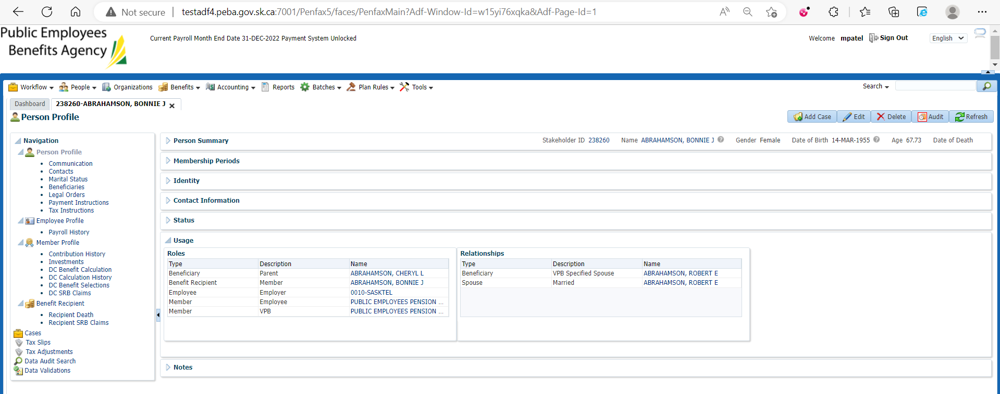 Not secure | testadf4.peba.gov.sk.ca:7001/Penfax5/faces/PenfaxMain?Adf-Window-Id=w15yi76xqka&Adf-Page-Id=1
Public Employees
Benefits Agency
Current Payroll Month End Date 31-DEC-2022 Payment System Unlocked
Welcome mpatel Sign Out English
Workflow People Organizations Benefits Accounting Reports Batches Plan Rules Tools Search
Dashboard 238260-ABRAHAMSON, BONNIE J
Person Profile
Add Case Edit Delete Audit Refresh
Navigation
Person Profile
Communication
Contacts
Marital Status
Beneficiaries
Legal Orders
Payment Instructions
Tax Instructions
Employee Profile
Payroll History
Member Profile
Contribution History
Investments
DC Benefit Calculation
DC Calculation History
DC Benefit Selections
DC SRB Claims
Benefit Recipient
Recipient Death
Recipient SRB Claims
Cases
Tax Slips
Tax Adjustments
Data Audit Search
Data Validations
Person Summary
Stakeholder ID 238260 Name ABRAHAMSON, BONNIE J Gender Female Date of Birth 14-MAR-1955 Age 67.73 Date of Death
Membership Periods
Identity
Contact Information
Status
Usage
Roles
Type Description Name
Beneficiary Parent ABRAHAMSON, CHERYL L
Benefit Recipient Member ABRAHAMSON, BONNIE J
Employee Employer 0010-SASKTEL
Member Employee PUBLIC EMPLOYEES PENSION ...
Member VPB PUBLIC EMPLOYEES PENSION ...
Relationships
Type Description Name
Beneficiary VPB Specified Spouse ABRAHAMSON, ROBERT E
Spouse Married ABRAHAMSON, ROBERT E
Notes